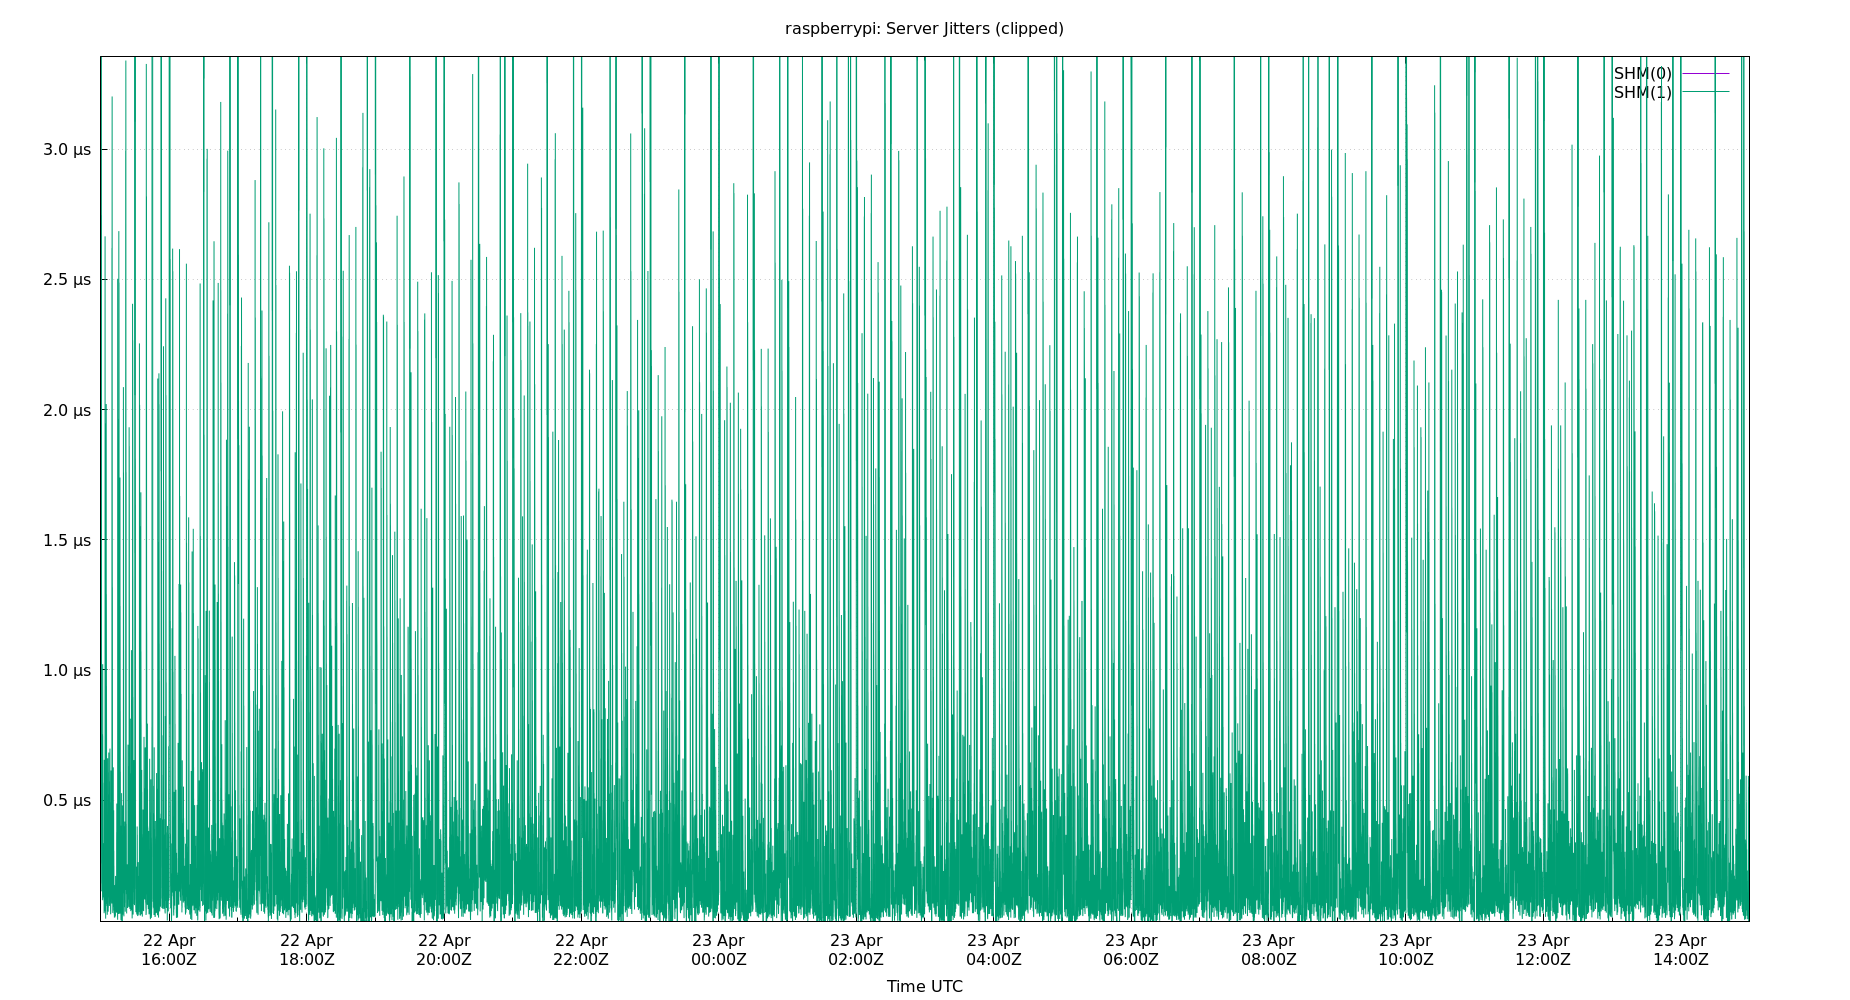 raspberrypi: Server Jitters (clipped)
SHM(0)
SHM(1)
3.0 μs
2.5 μs
2.0 μs
1.5 μs
1.0 μs
0.5 μs
22 Apr 22 Apr 22 Apr 22 Apr 23 Apr 23 Apr 23 Apr 23 Apr 23 Apr 23 Apr 23 Apr 23 Apr
16:00Z 18:00Z 20:00Z 22:00Z 00:00Z 02:00Z 04:00Z 06:00Z 08:00Z 10:00Z 12:00Z 14:00Z
Time UTC